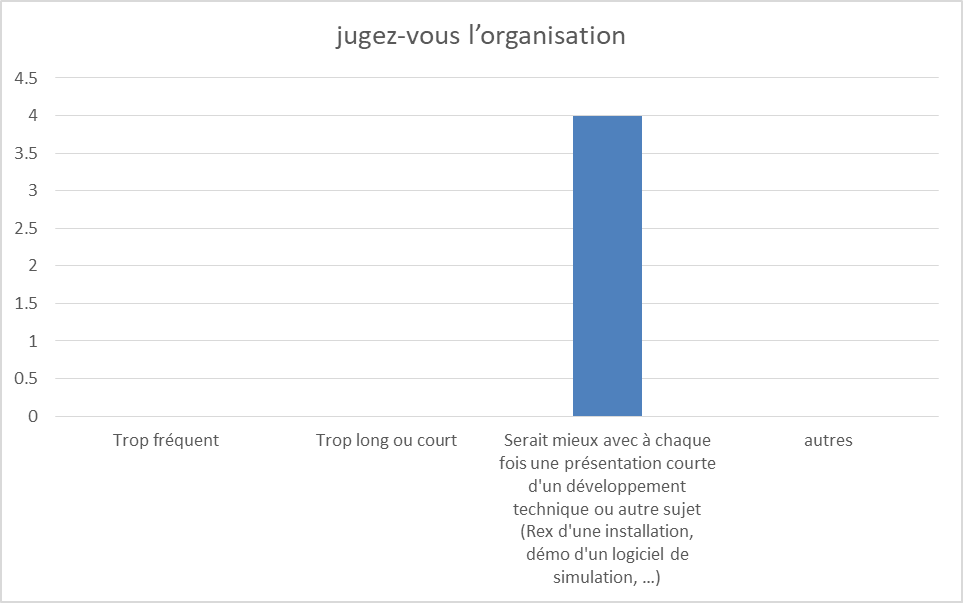 jugez-vous l’organisation
4.5
4
3.5
3
2.5
2
1.5
1
0.5
0
Trop fréquent
Trop long ou court
Serait mieux avec à chaque
fois une présentation courte
d'un développement
technique ou autre sujet
(Rex d'une installation,
démo d'un logiciel de
simulation, …)
autres